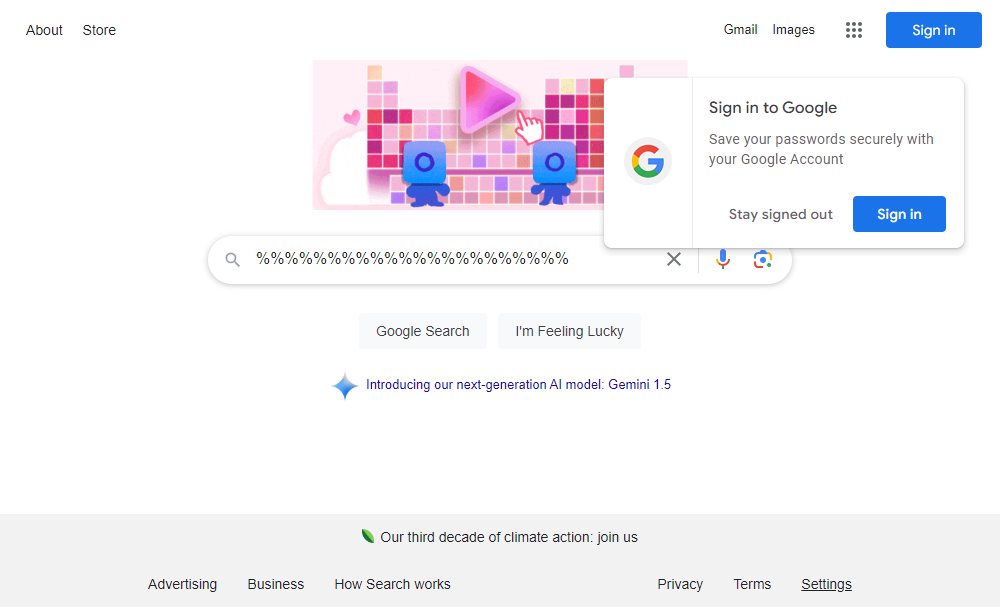 About Store Gmail Images Sign in
Sign in to Google
Save your passwords securely with
your Google Account
Stay signed out Sign in
%%%%%%%%%%%%%%%%%%%%%%
Google Search I'm Feeling Lucky
Introducing our next-generation AI model: Gemini 1.5
Our third decade of climate action: join us
Advertising Business How Search works Privacy Terms Settings